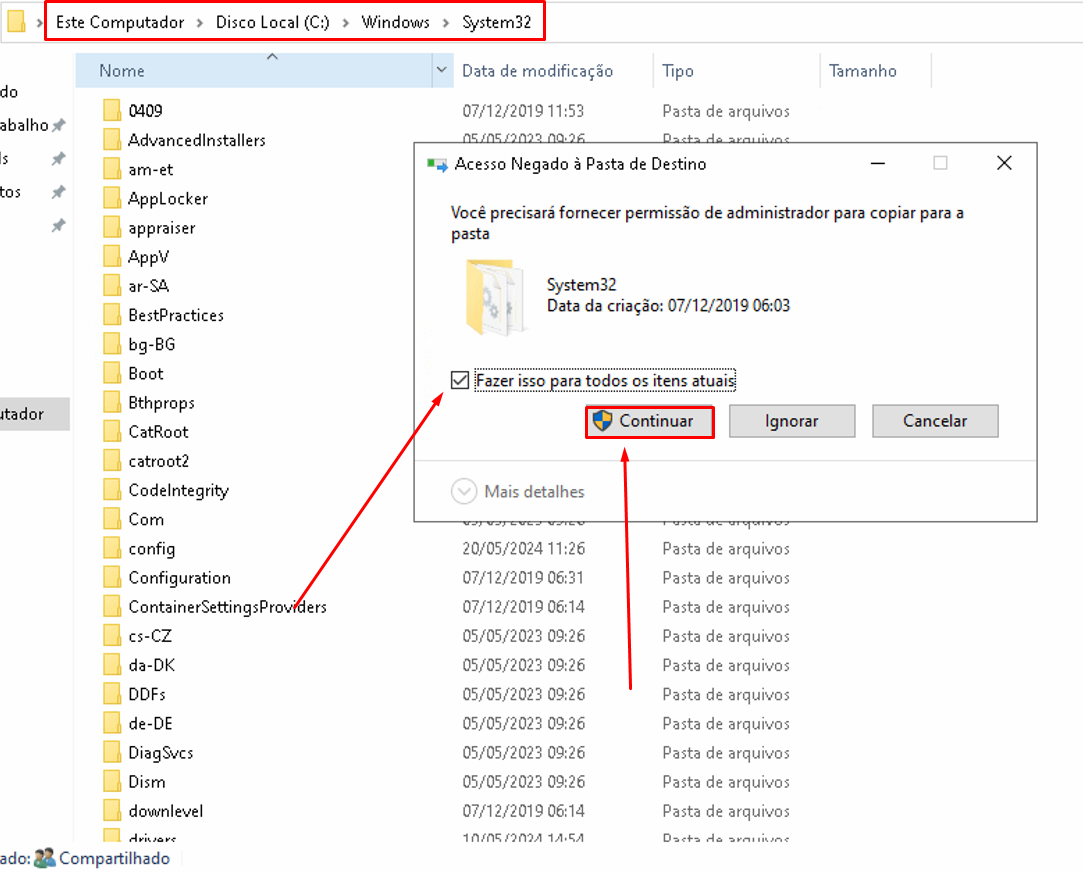 Este Computador > Disco Local (C:) > Windows > System32
Nome Data de modificação Tipo Tamanho
do
abalho
ls
tos
utador
0409 07/12/2019 11:53 Pasta de arquivos
AdvancedInstallers 05/05/2023 09:26 Pasta de arquivos
am-et
AppLocker
appraiser
AppV
ar-SA
BestPractices
bg-BG
Boot
Bthprops
CatRoot
catroot2
CodeIntegrity
Com 05/05/2023 09:26 Pasta de arquivos
config 20/05/2024 11:26 Pasta de arquivos
Configuration 07/12/2019 06:31 Pasta de arquivos
ContainerSettingsProviders 07/12/2019 06:14 Pasta de arquivos
cs-CZ 05/05/2023 09:26 Pasta de arquivos
da-DK 05/05/2023 09:26 Pasta de arquivos
DDFs 05/05/2023 09:26 Pasta de arquivos
de-DE 05/05/2023 09:26 Pasta de arquivos
DiagSvcs 05/05/2023 09:26 Pasta de arquivos
Dism 05/05/2023 09:26 Pasta de arquivos
downlevel 07/12/2019 06:14 Pasta de arquivos
drivers 10/05/2024 14:54 Pasta de arquivos
Acesso Negado à Pasta de Destino
Você precisará fornecer permissão de administrador para copiar para a
pasta
System32
Data da criação: 07/12/2019 06:03
Fazer isso para todos os itens atuais
Continuar Ignorar Cancelar
Mais detalhes
ado: Compartilhado